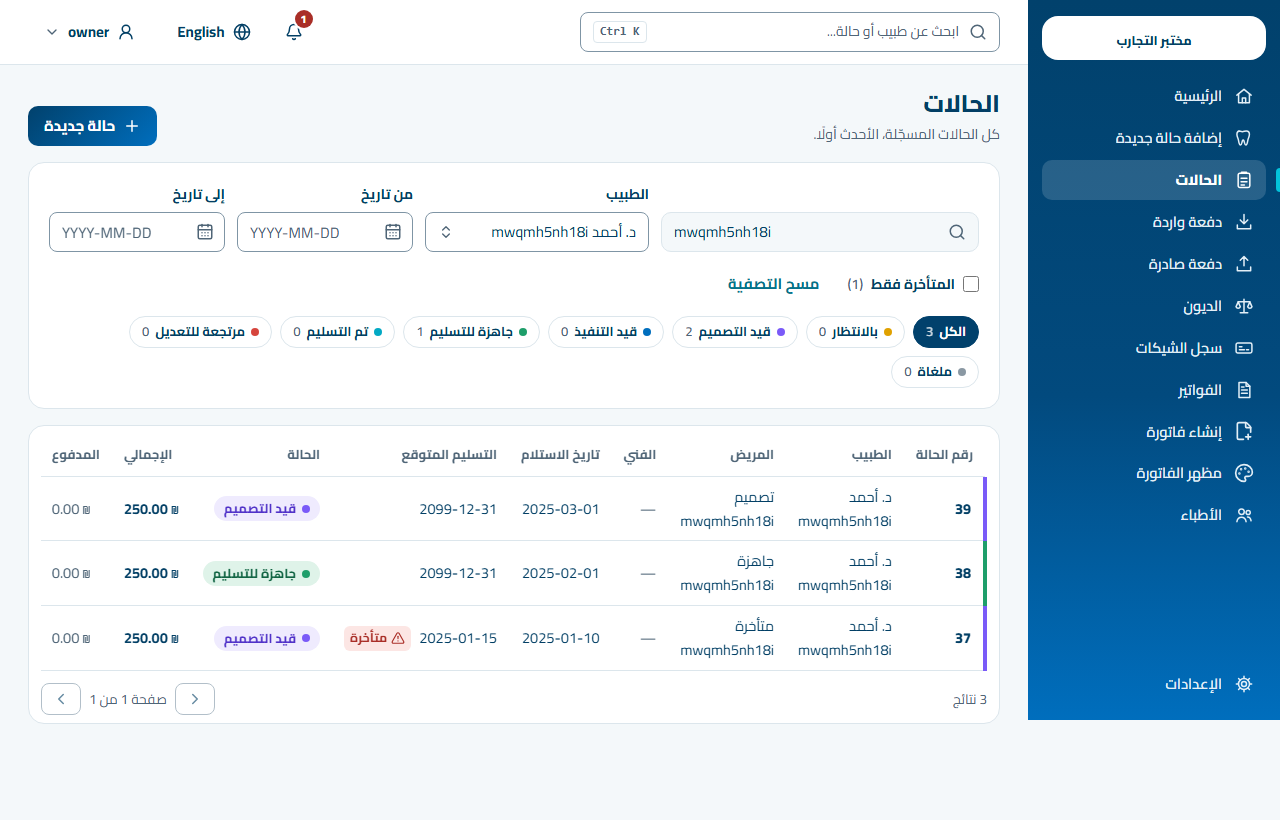 مختبر التجارب
الرئيسية
إضافة حالة جديدة
الحالات
دفعة واردة
دفعة صادرة
الديون
سجل الشيكات
الفواتير
إنشاء فاتورة
مظهر الفاتورة
الأطباء
الإعدادات
ابحث عن طبيب أو حالة...
Ctrl K
1
English
owner
الحالات
كل الحالات المسجّلة، الأحدث أولًا.
حالة جديدة
الطبيب
من تاريخ
إلى تاريخ
mwqmh5nh18i
د. أحمد mwqmh5nh18i
YYYY-MM-DD
YYYY-MM-DD
المتأخرة فقط (1)
مسح التصفية
الكل 3
بالانتظار 0
قيد التصميم 2
قيد التنفيذ 0
جاهزة للتسليم 1
تم التسليم 0
مرتجعة للتعديل 0
ملغاة 0
رقم الحالة الطبيب المريض الفني تاريخ الاستلام التسليم المتوقع الحالة الإجمالي المدفوع
39 د. أحمد mwqmh5nh18i تصميم mwqmh5nh18i — 2025-03-01 2099-12-31 قيد التصميم ₪ 250.00 ₪ 0.00
38 د. أحمد mwqmh5nh18i جاهزة mwqmh5nh18i — 2025-02-01 2099-12-31 جاهزة للتسليم ₪ 250.00 ₪ 0.00
37 د. أحمد mwqmh5nh18i متأخرة mwqmh5nh18i — 2025-01-10 2025-01-15 متأخرة قيد التصميم ₪ 250.00 ₪ 0.00
3 نتائج
صفحة 1 من 1